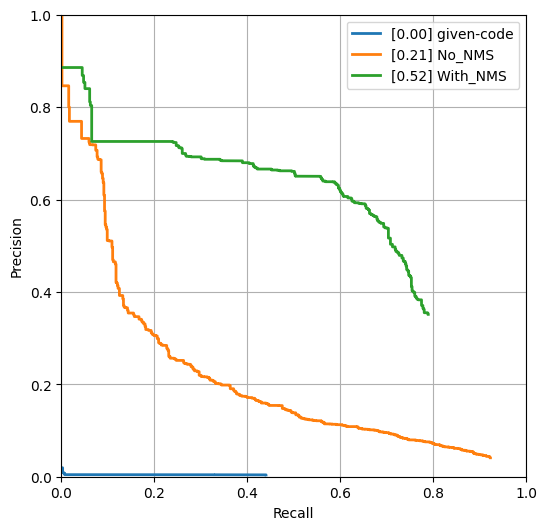 1.0
0.8
0.6
0.4
0.2
0.0
Precision
[0.00] given-code
[0.21] No_NMS
[0.52] With_NMS
0.0 0.2 0.4 0.6 0.8 1.0
Recall